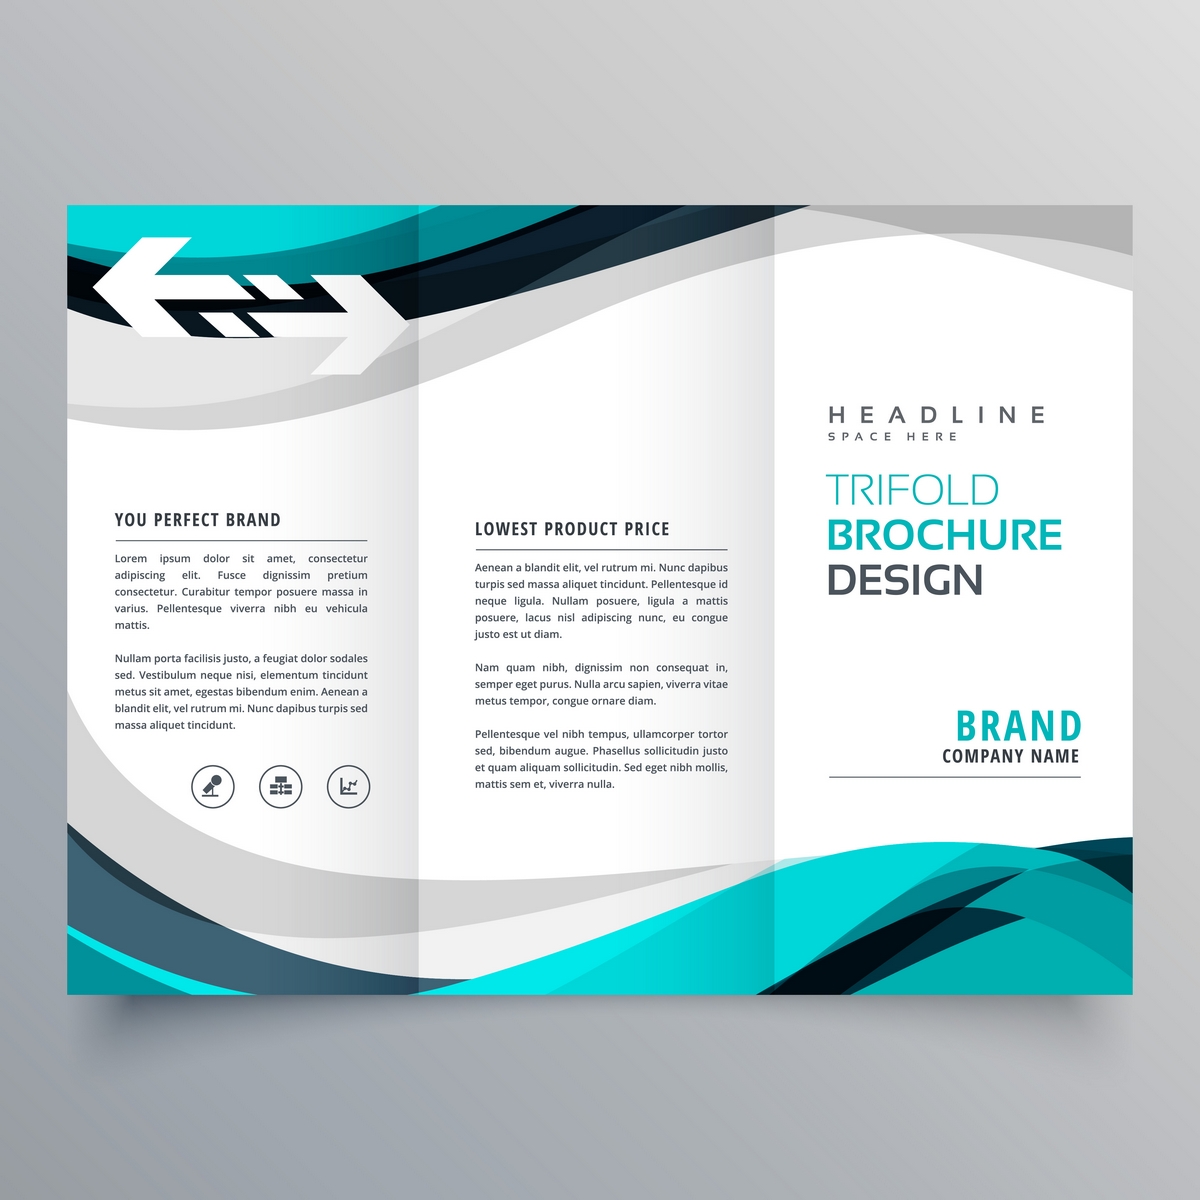 YOU PERFECT BRAND
Lorem ipsum dolor sit amet, consectetur
adipiscing elit. Fusce dignissim pretium
consectetur. Curabitur tempor posuere massa in
varius. Pellentesque viverra nibh eu vehicula
mattis.
Nullam porta facilisis justo, a feugiat dolor sodales
sed. Vestibulum neque nisi, elementum tincidunt
metus sit amet, egestas bibendum enim. Aenean a
blandit elit, vel rutrum mi. Nunc dapibus turpis sed
massa aliquet tincidunt.
LOWEST PRODUCT PRICE
Aenean a blandit elit, vel rutrum mi. Nunc dapibus
turpis sed massa aliquet tincidunt. Pellentesque id
neque ligula. Nullam posuere, ligula a mattis
posuere, lacus nisl adipiscing nunc, eu congue
justo est ut diam.
Nam quam nibh, dignissim non consequat in,
semper eget purus. Nulla arcu sapien, viverra vitae
metus tempor, congue ornare diam.
Pellentesque vel nibh tempus, ullamcorper tortor
sed, bibendum augue. Phasellus sollicitudin justo
et quam aliquam sollicitudin. Sed eget nibh mollis,
mattis sem et, viverra nulla.
HEADLINE
SPACE HERE
TRIFOLD
BROCHURE
DESIGN
BRAND
COMPANY NAME